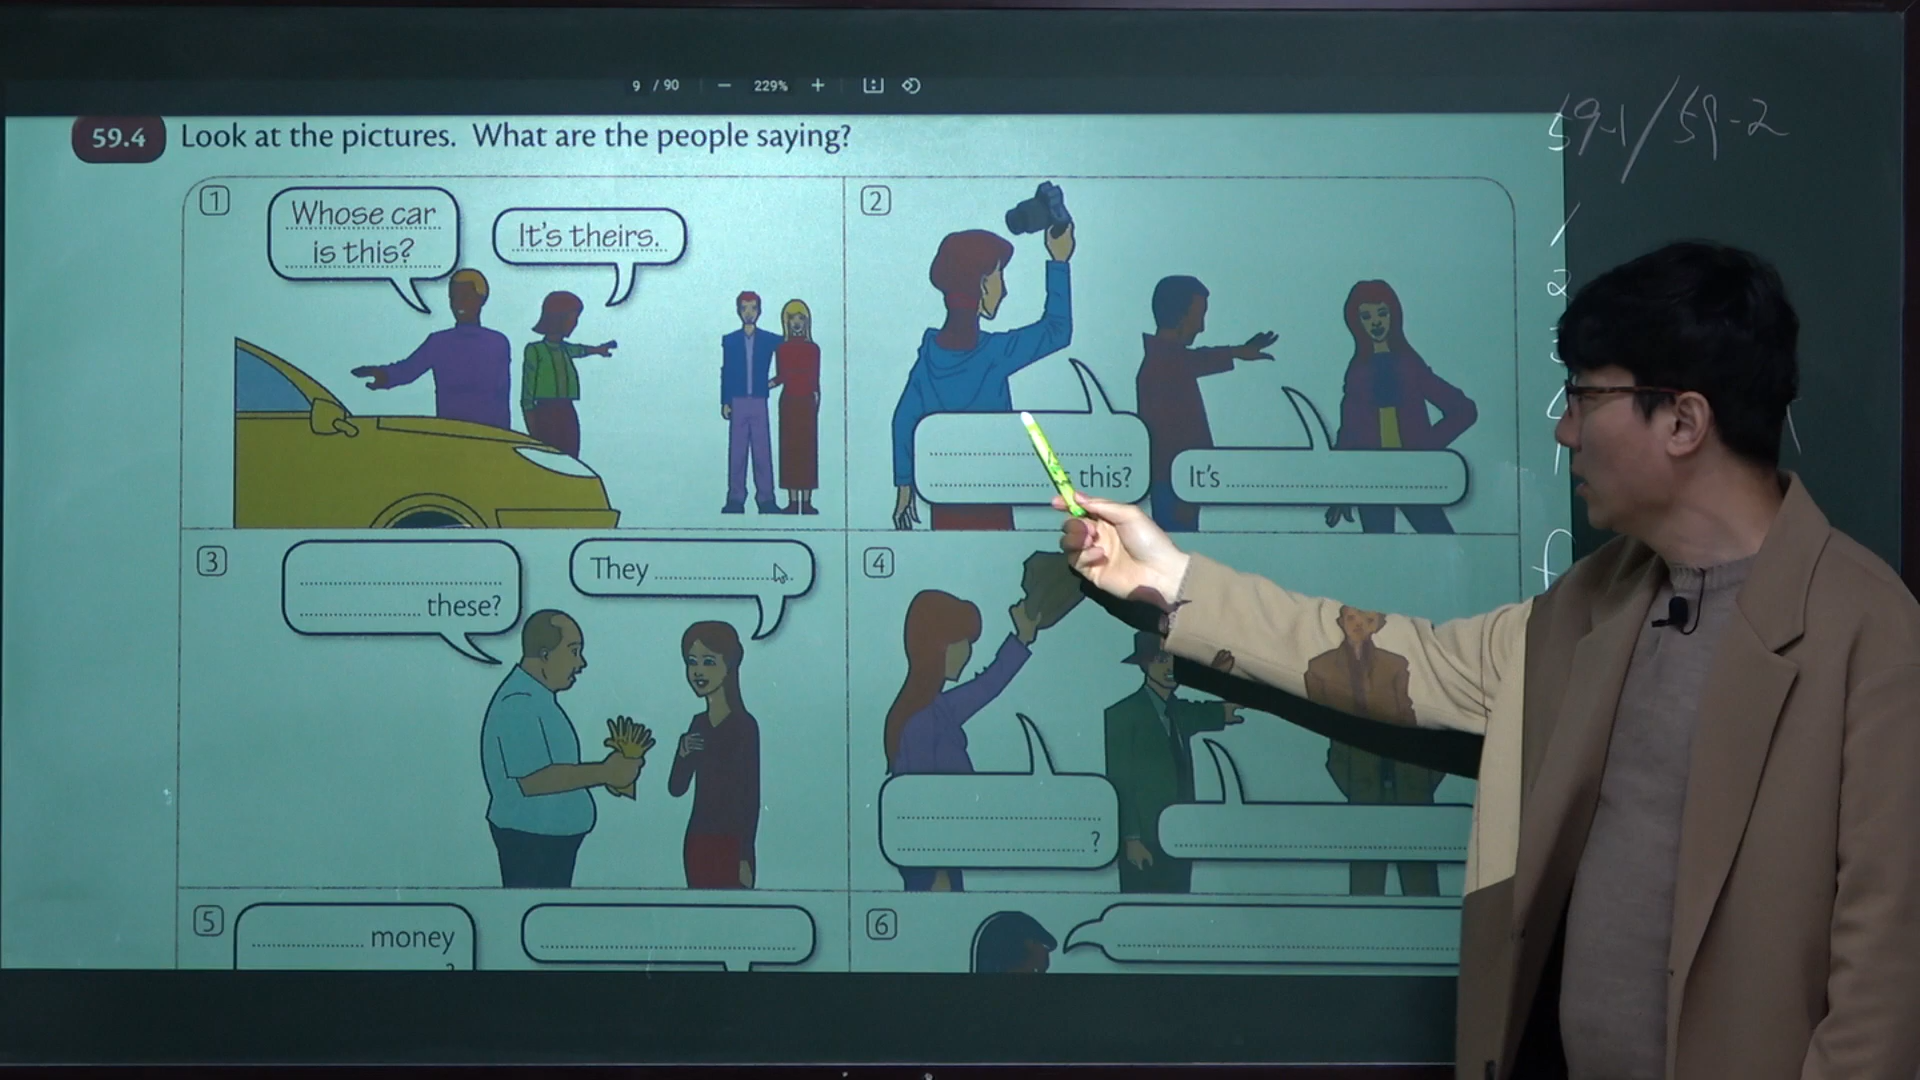 9 / 90 — 229% +
59-1/59-2
59.4 Look at the pictures. What are the people saying?
1
Whose car
is this?
It's theirs.
2
this?
It's
3
these?
They
4
?
5
money
?
6